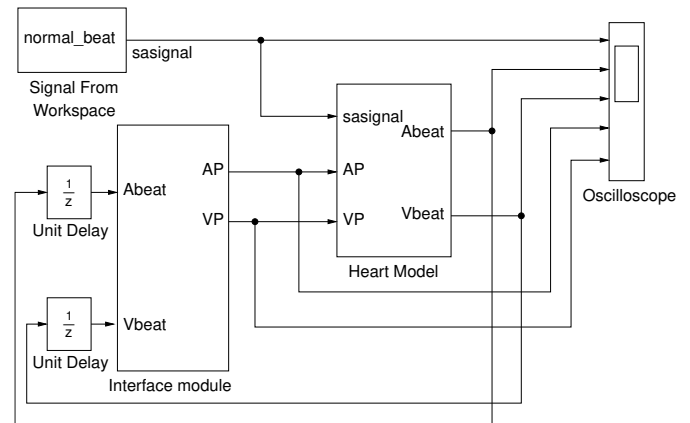 normal_beat
sasignal
Signal From
Workspace
sasignal
Abeat
AP
Vbeat
VP
Heart Model
Oscilloscope
1
z
Unit Delay
Abeat
AP
VP
1
z
Unit Delay
Vbeat
Interface module